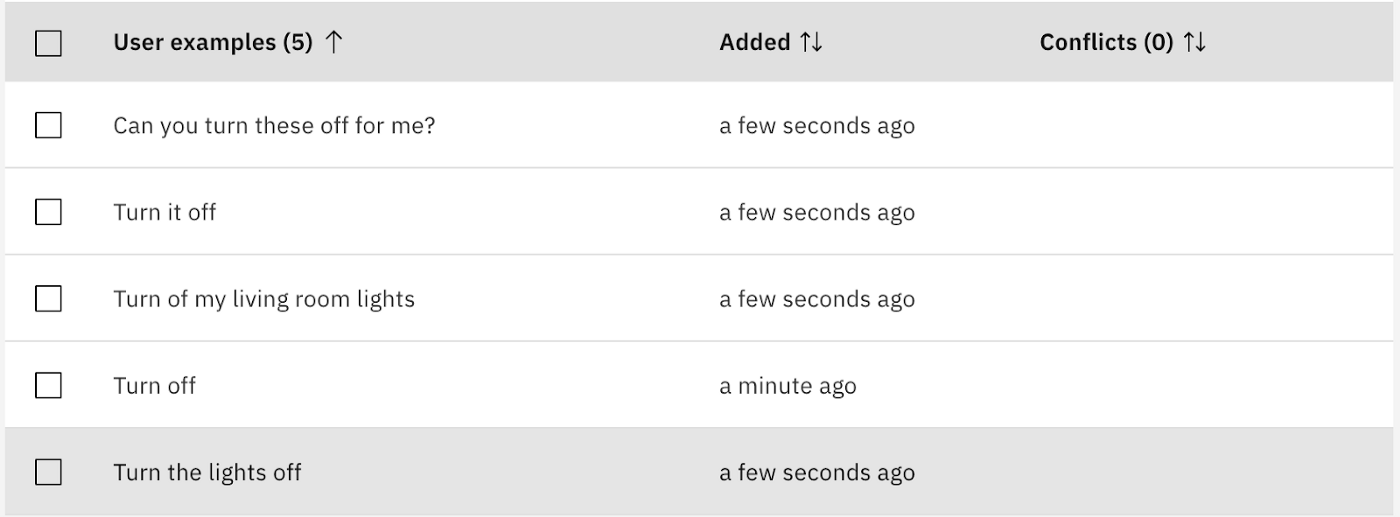 User examples (5) ↑ Added ↑↓ Conflicts (0) ↑↓
Can you turn these off for me? a few seconds ago
Turn it off a few seconds ago
Turn of my living room lights a few seconds ago
Turn off a minute ago
Turn the lights off a few seconds ago